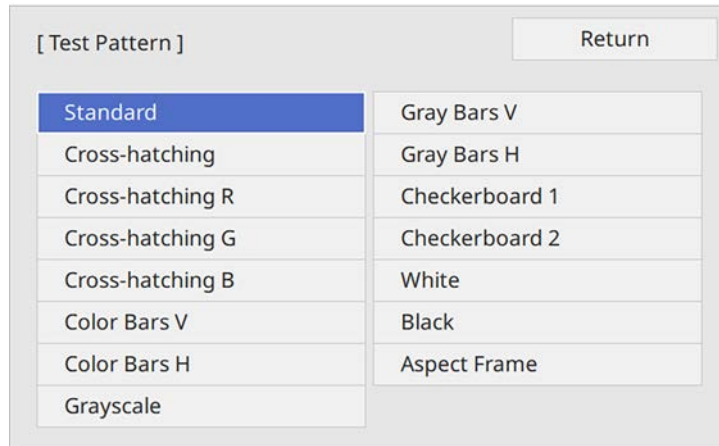 [ Test Pattern ]
Return
Standard
Cross-hatching
Cross-hatching R
Cross-hatching G
Cross-hatching B
Color Bars V
Color Bars H
Grayscale
Gray Bars V
Gray Bars H
Checkerboard 1
Checkerboard 2
White
Black
Aspect Frame